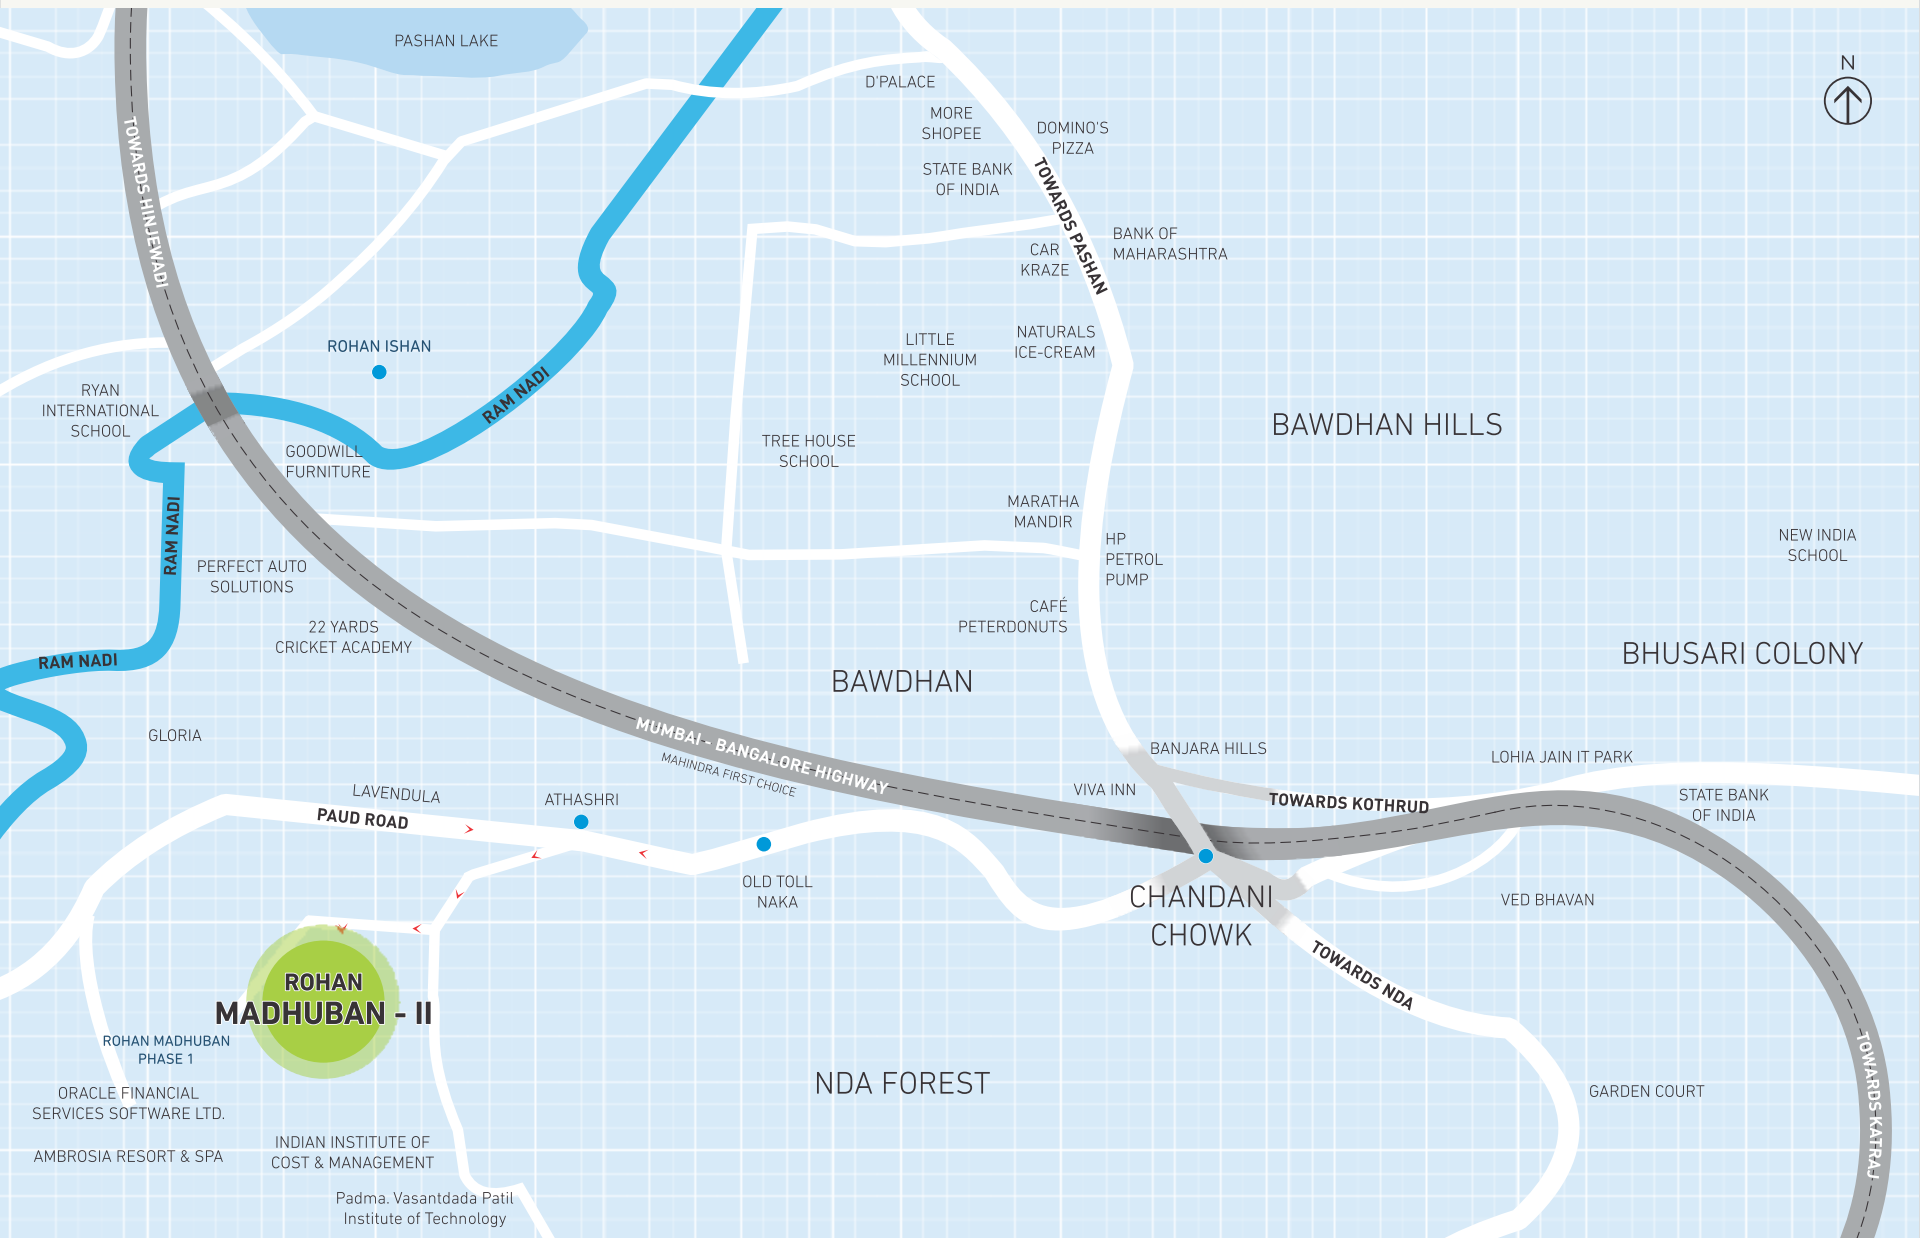 PASHAN LAKE
N
D'PALACE
MORE
SHOPEE
DOMINO'S
PIZZA
STATE BANK
OF INDIA
TOWARDS HINJEWADI
TOWARDS PASHAN
BANK OF
MAHARASHTRA
CAR
KRAZE
NATURALS
ICE-CREAM
LITTLE
MILLENNIUM
SCHOOL
ROHAN ISHAN
RAM NADI
RYAN
INTERNATIONAL
SCHOOL
BAWDHAN HILLS
GOODWILL
FURNITURE
TREE HOUSE
SCHOOL
MARATHA
MANDIR
RAM NADI
HP
PETROL
PUMP
NEW INDIA
SCHOOL
PERFECT AUTO
SOLUTIONS
CAFÉ
PETERDONUTS
22 YARDS
CRICKET ACADEMY
RAM NADI
BHUSARI COLONY
BAWDHAN
GLORIA
MUMBAI - BANGALORE HIGHWAY
MAHINDRA FIRST CHOICE
BANJARA HILLS
LOHIA JAIN IT PARK
VIVA INN
LAVENDULA
ATHASHRI
PAUD ROAD
TOWARDS KOTHRUD
STATE BANK
OF INDIA
OLD TOLL
NAKA
CHANDANI
CHOWK
VED BHAVAN
TOWARDS NDA
ROHAN
MADHUBAN - II
ROHAN MADHUBAN
PHASE 1
NDA FOREST
GARDEN COURT
TOWARDS KATRAJ
ORACLE FINANCIAL
SERVICES SOFTWARE LTD.
AMBROSIA RESORT & SPA
INDIAN INSTITUTE OF
COST & MANAGEMENT
Padma. Vasantdada Patil
Institute of Technology